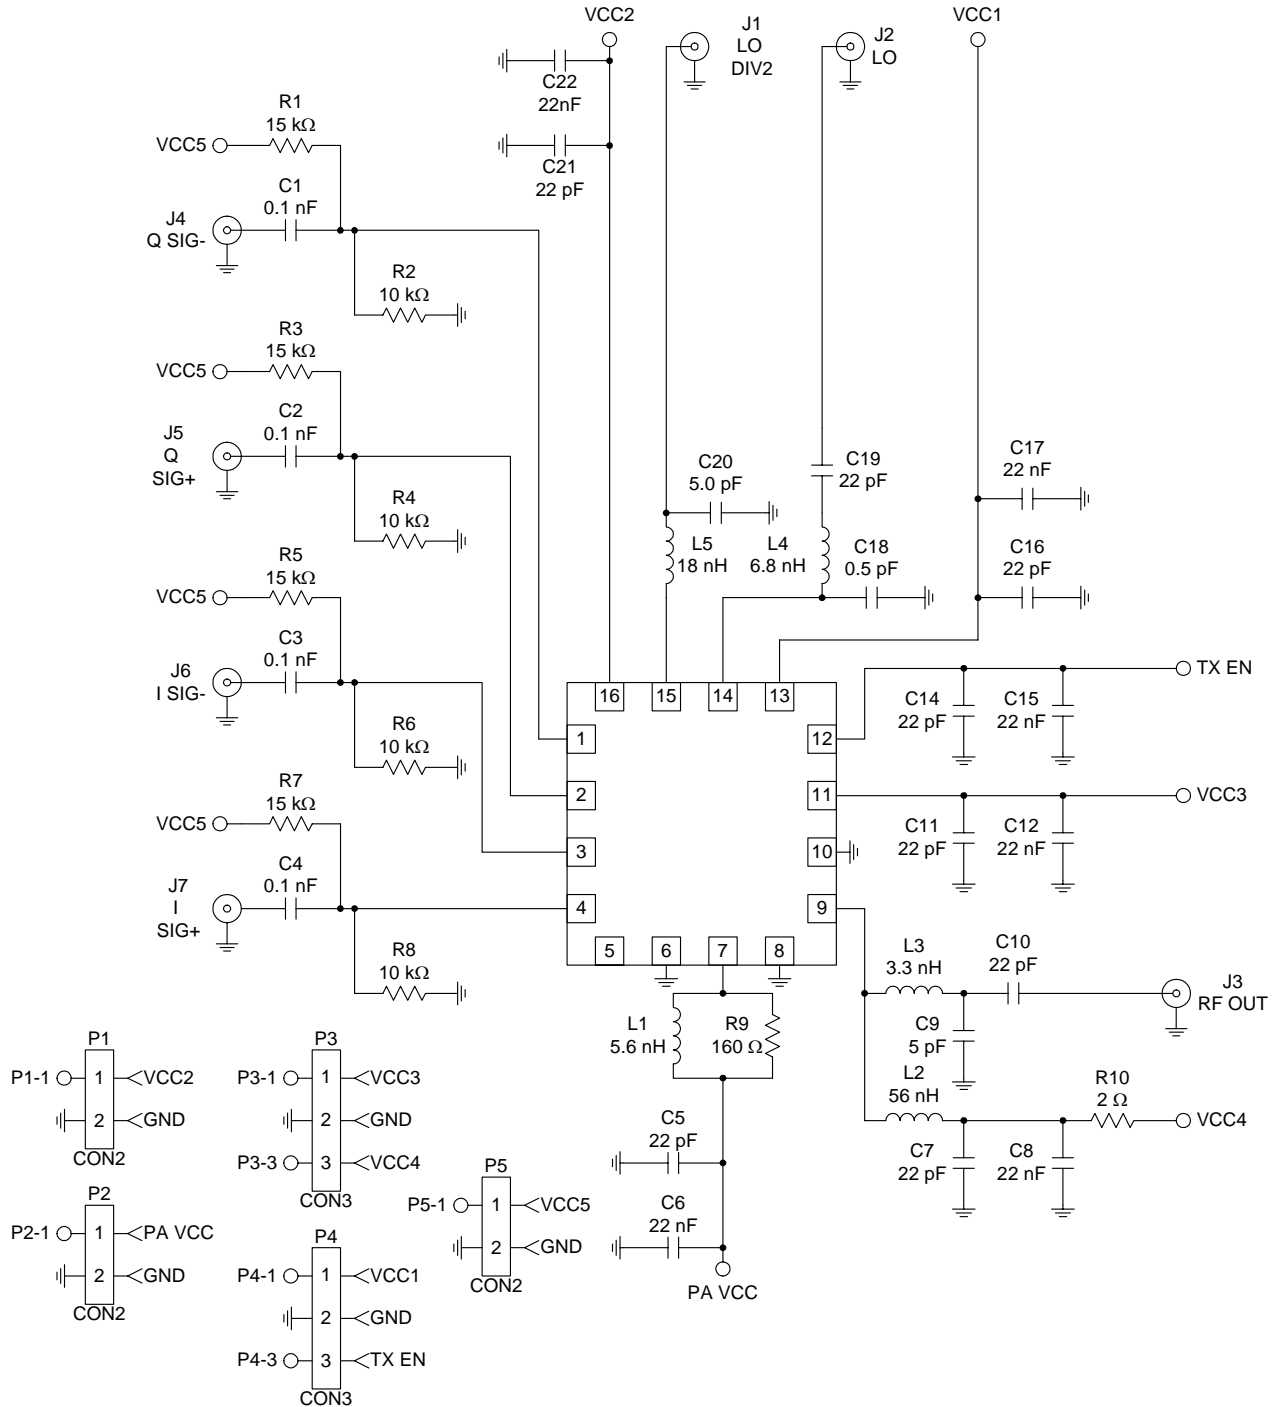 VCC2
J1
LO
DIV2
J2
LO
VCC1
C22
22nF
C21
22 pF
R1
15 kΩ
VCC5
C1
0.1 nF
J4
Q SIG-
R2
10 kΩ
R3
15 kΩ
VCC5
C2
0.1 nF
J5
Q
SIG+
R4
10 kΩ
R5
15 kΩ
VCC5
C3
0.1 nF
J6
I SIG-
R6
10 kΩ
R7
15 kΩ
VCC5
C4
0.1 nF
J7
I
SIG+
R8
10 kΩ
C20
5.0 pF
L5
18 nH
C19
22 pF
L4
6.8 nH
C18
0.5 pF
C17
22 nF
C16
22 pF
16
15
14
13
1
2
3
4
12
11
10
9
5
6
7
8
TX EN
C14
22 pF
C15
22 nF
VCC3
C11
22 pF
C12
22 nF
L3
3.3 nH
C10
22 pF
J3
RF OUT
C9
5 pF
L2
56 nH
R10
2 Ω
VCC4
C7
22 pF
C8
22 nF
L1
5.6 nH
R9
160 Ω
C5
22 pF
C6
22 nF
PA VCC
P1
P1-1
1
VCC2
2
GND
CON2
P2
P2-1
1
PA VCC
2
GND
CON2
P3
P3-1
1
VCC3
2
GND
P3-3
3
VCC4
CON3
P4
P4-1
1
VCC1
2
GND
P4-3
3
TX EN
CON3
P5
P5-1
1
VCC5
2
GND
CON2